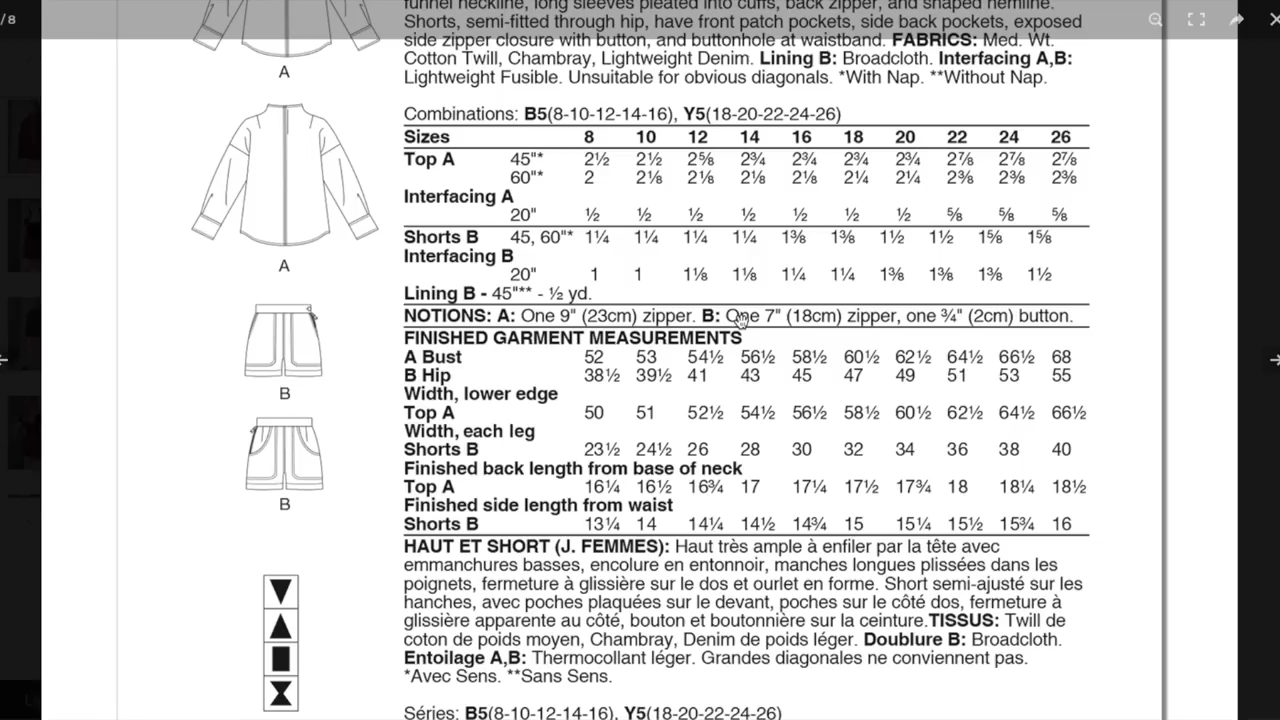 /8
funnel neckline, long sleeves pleated into cuffs, back zipper, and shaped hemline.
Shorts, semi-fitted through hip, have front patch pockets, side back pockets, exposed
side zipper closure with button, and buttonhole at waistband. FABRICS: Med. Wt.
Cotton Twill, Chambray, Lightweight Denim. Lining B: Broadcloth. Interfacing A,B:
Lightweight Fusible. Unsuitable for obvious diagonals. *With Nap. **Without Nap.
A
Combinations: B5(8-10-12-14-16), Y5(18-20-22-24-26)
Sizes 8 10 12 14 16 18 20 22 24 26
Top A 45"* 2½ 2½ 2⅝ 2¾ 2¾ 2¾ 2¾ 2⅞ 2⅞ 2⅞
60"* 2 2⅛ 2⅛ 2⅛ 2⅛ 2¼ 2¼ 2⅜ 2⅜ 2⅜
Interfacing A
20" ½ ½ ½ ½ ½ ½ ½ ⅝ ⅝ ⅝
Shorts B 45, 60"* 1¼ 1¼ 1¼ 1¼ 1⅜ 1⅜ 1½ 1½ 1⅝ 1⅝
Interfacing B
20" 1 1 1⅛ 1⅛ 1¼ 1¼ 1⅜ 1⅜ 1⅜ 1½
Lining B - 45"** - ½ yd.
A
NOTIONS: A: One 9" (23cm) zipper. B: One 7" (18cm) zipper, one ¾" (2cm) button.
FINISHED GARMENT MEASUREMENTS
A Bust 52 53 54½ 56½ 58½ 60½ 62½ 64½ 66½ 68
B Hip 38½ 39½ 41 43 45 47 49 51 53 55
Width, lower edge
Top A 50 51 52½ 54½ 56½ 58½ 60½ 62½ 64½ 66½
Width, each leg
Shorts B 23½ 24½ 26 28 30 32 34 36 38 40
Finished back length from base of neck
Top A 16¼ 16½ 16¾ 17 17¼ 17½ 17¾ 18 18¼ 18½
Finished side length from waist
Shorts B 13¼ 14 14¼ 14½ 14¾ 15 15¼ 15½ 15¾ 16
B
B
HAUT ET SHORT (J. FEMMES): Haut très ample à enfiler par la tête avec
emmanchures basses, encolure en entonnoir, manches longues plissées dans les
poignets, fermeture à glissière sur le dos et ourlet en forme. Short semi-ajusté sur les
hanches, avec poches plaquées sur le devant, poches sur le côté dos, fermeture à
glissière apparente au côté, bouton et boutonnière sur la ceinture.TISSUS: Twill de
coton de poids moyen, Chambray, Denim de poids léger. Doublure B: Broadcloth.
Entoilage A,B: Thermocollant léger. Grandes diagonales ne conviennent pas.
*Avec Sens. **Sans Sens.
Séries: B5(8-10-12-14-16), Y5(18-20-22-24-26)